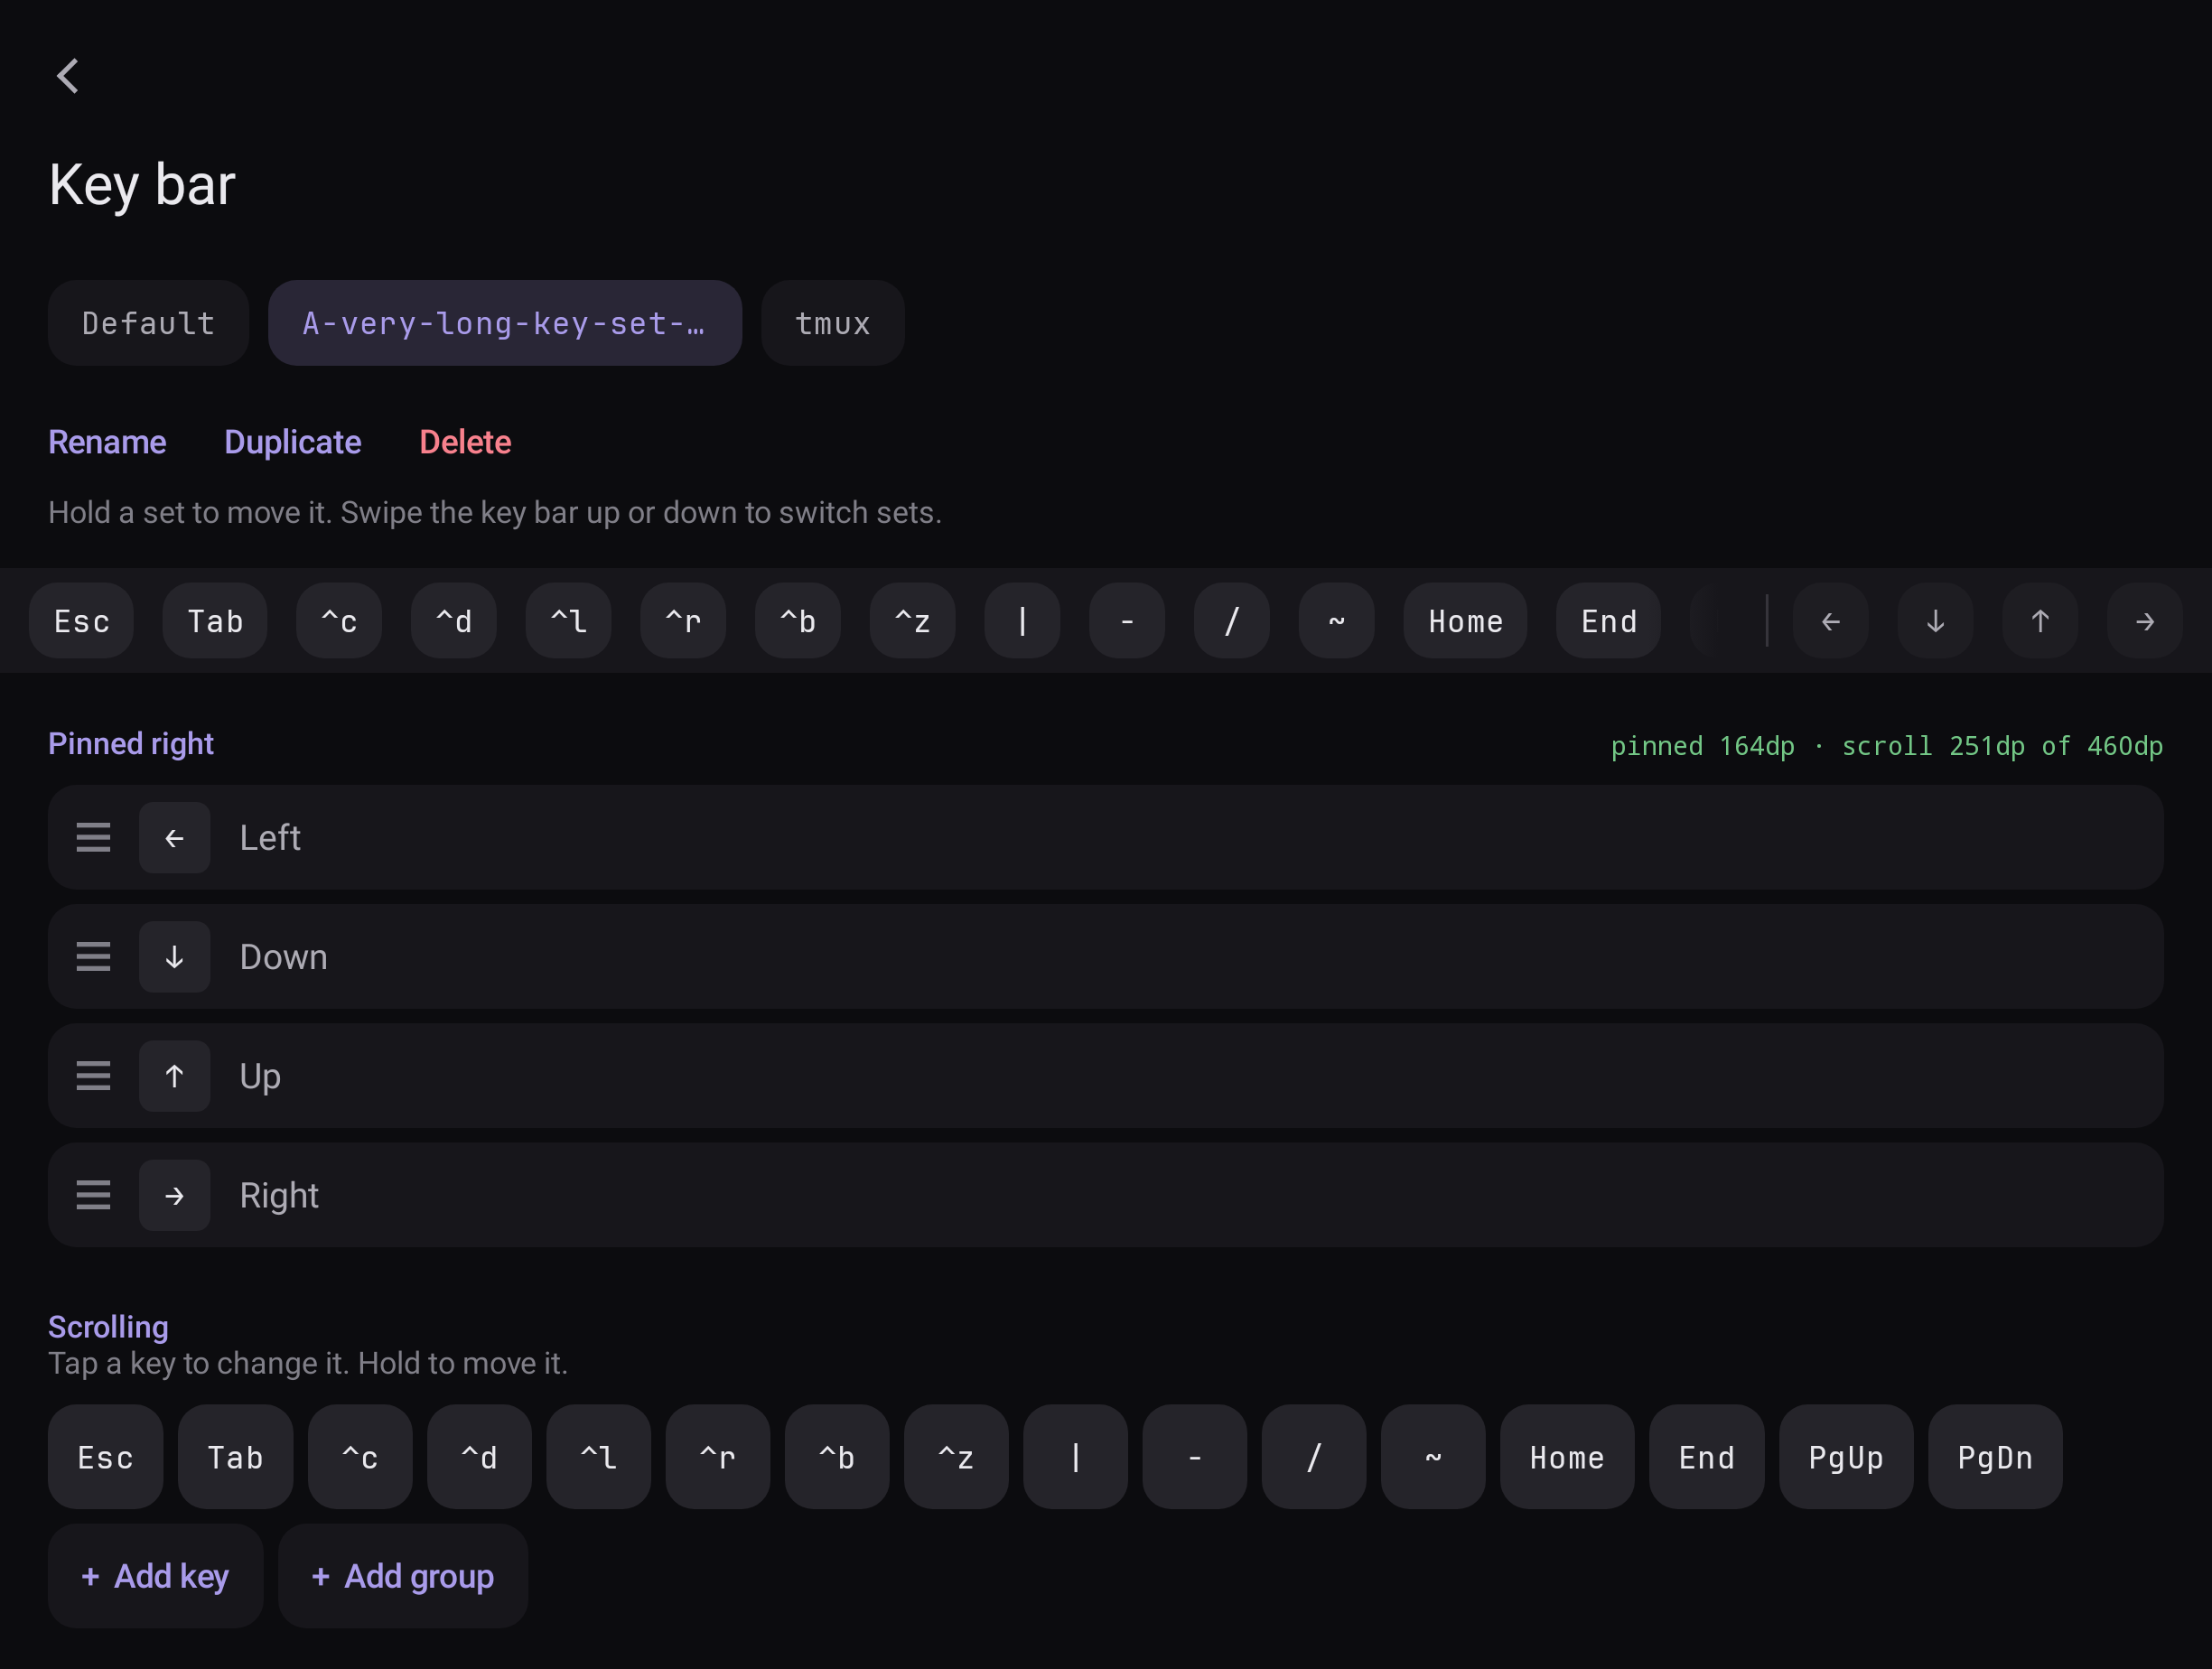 Key bar
Default A-very-long-key-set-… tmux
Rename Duplicate Delete
Hold a set to move it. Swipe the key bar up or down to switch sets.
Esc Tab ^c ^d ^l ^r ^b ^z | - / ~ Home End ← ↓ ↑ →
Pinned right pinned 164dp · scroll 251dp of 460dp
← Left
↓ Down
↑ Up
→ Right
Scrolling
Tap a key to change it. Hold to move it.
Esc Tab ^c ^d ^l ^r ^b ^z | - / ~ Home End PgUp PgDn
+ Add key + Add group